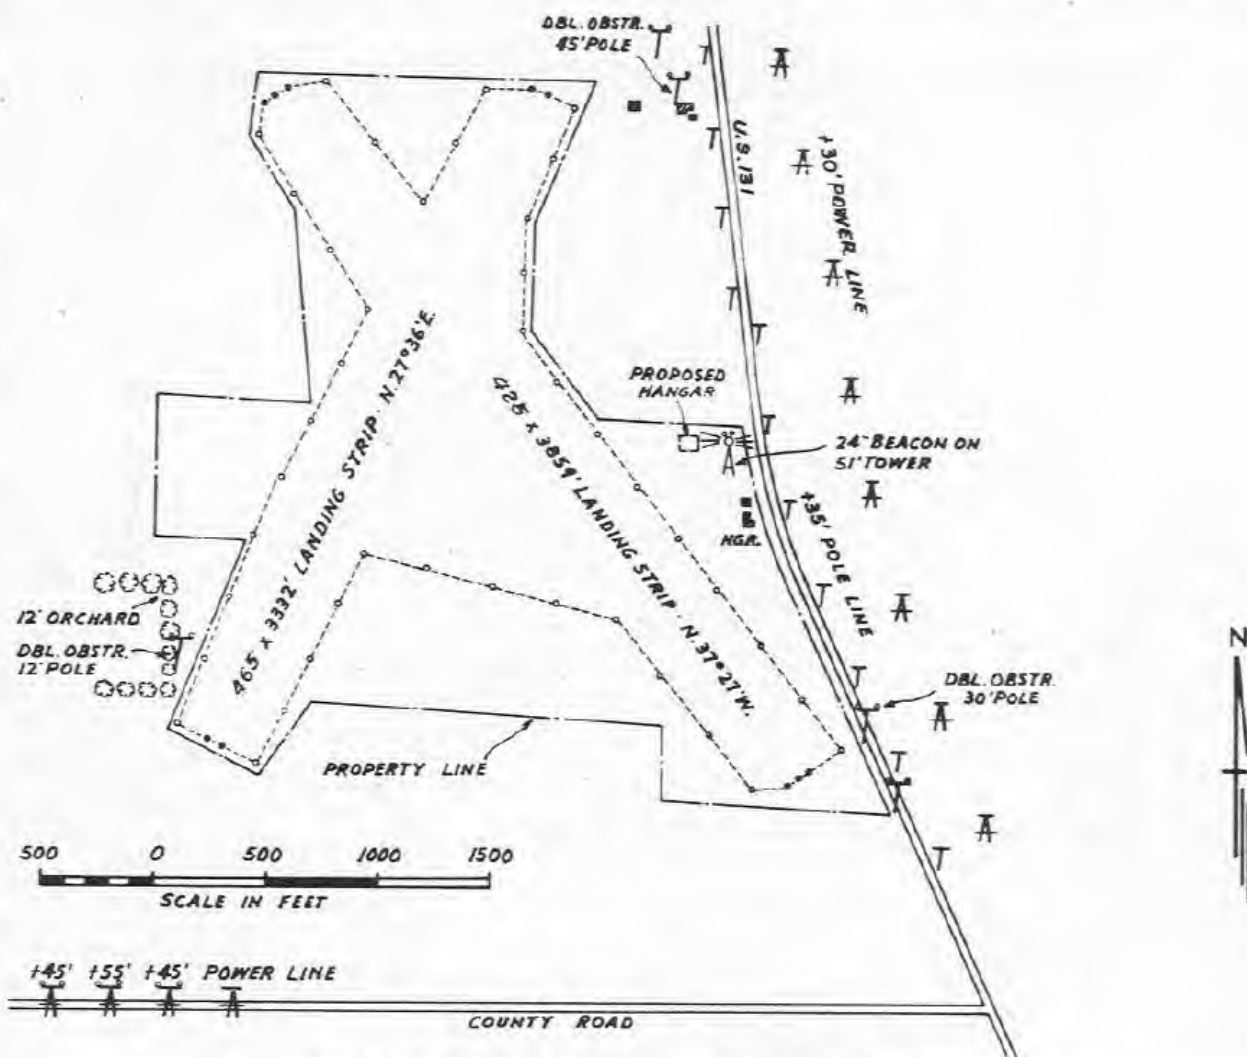 DBL. OBSTR.
45' POLE
U.S. 131
+30' POWER LINE
PROPOSED
HANGAR
24" BEACON ON
51' TOWER
HGR.
+35' POLE LINE
465 x 3332' LANDING STRIP N. 27°36'E.
425 x 3859' LANDING STRIP N. 37°27'W.
12' ORCHARD
DBL. OBSTR.
12' POLE
DBL. OBSTR.
30' POLE
N
PROPERTY LINE
500 0 500 1000 1500
SCALE IN FEET
+45' +55' +45' POWER LINE
COUNTY ROAD